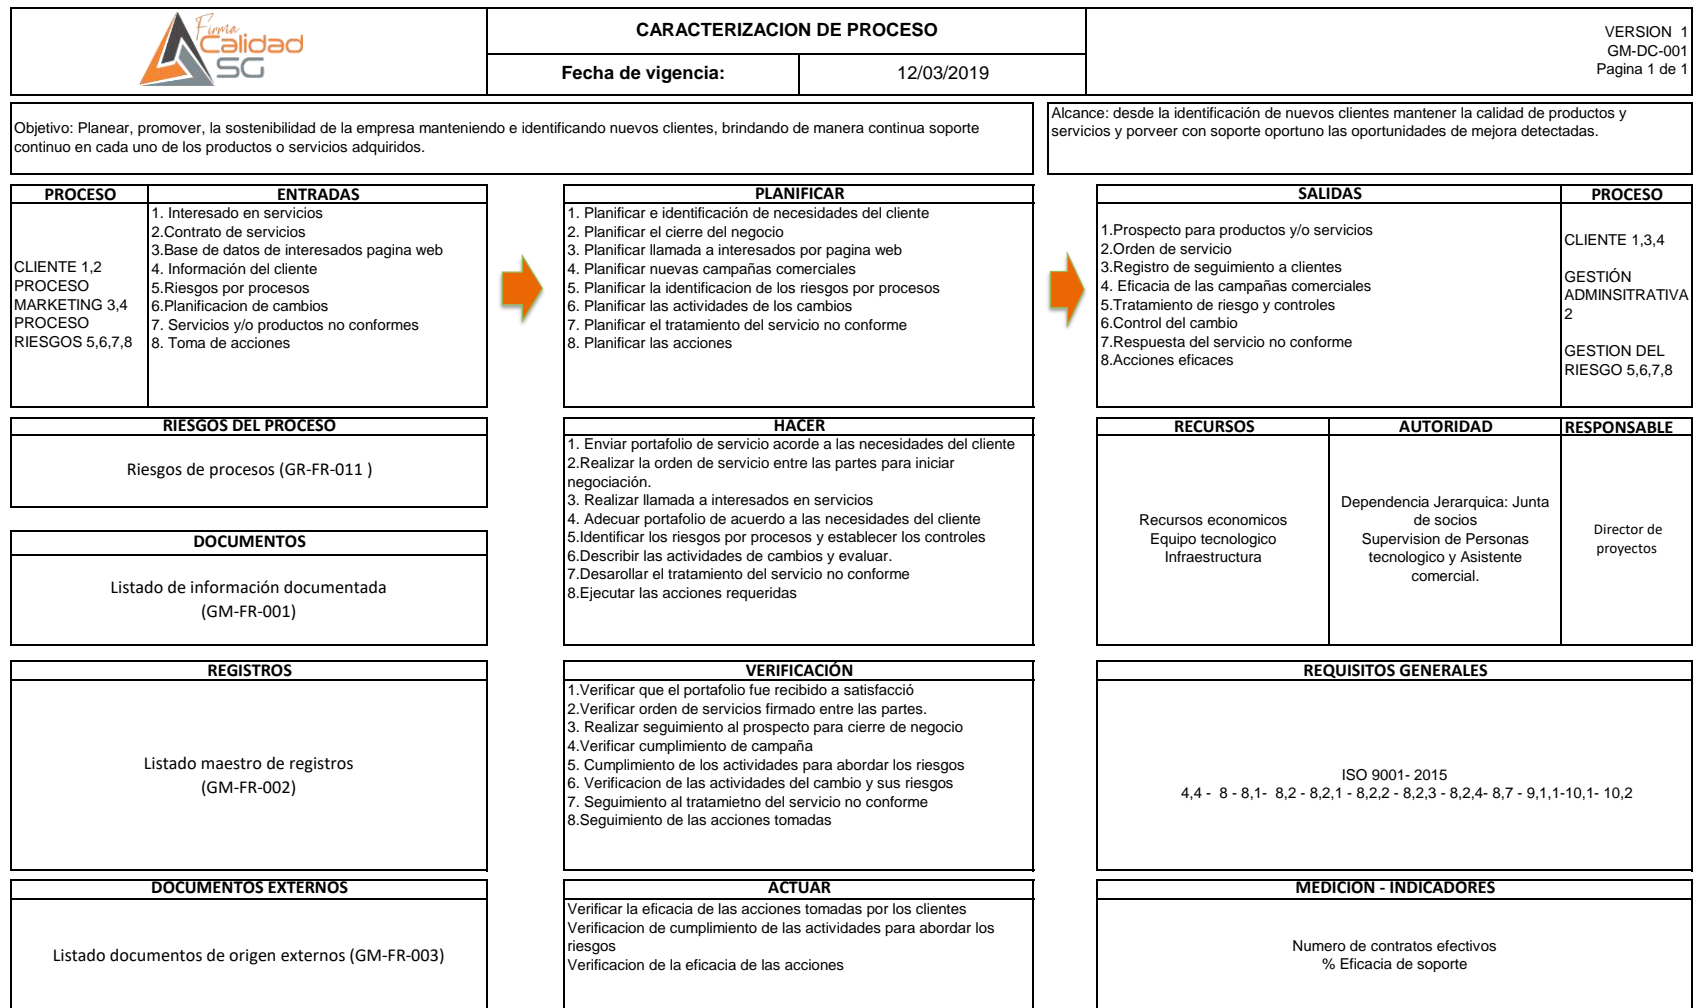 Firma
Calidad
SG
CARACTERIZACION DE PROCESO
Fecha de vigencia:
12/03/2019
VERSION 1
GM-DC-001
Pagina 1 de 1
Objetivo: Planear, promover, la sostenibilidad de la empresa manteniendo e identificando nuevos clientes, brindando de manera continua soporte
continuo en cada uno de los productos o servicios adquiridos.
Alcance: desde la identificación de nuevos clientes mantener la calidad de productos y
servicios y porveer con soporte oportuno las oportunidades de mejora detectadas.
PROCESO
CLIENTE 1,2
PROCESO
MARKETING 3,4
PROCESO
RIESGOS 5,6,7,8
ENTRADAS
1. Interesado en servicios
2.Contrato de servicios
3.Base de datos de interesados pagina web
4. Información del cliente
5.Riesgos por procesos
6.Planificacion de cambios
7. Servicios y/o productos no conformes
8. Toma de acciones
PLANIFICAR
1. Planificar e identificación de necesidades del cliente
2. Planificar el cierre del negocio
3. Planificar llamada a interesados por pagina web
4. Planificar nuevas campañas comerciales
5. Planificar la identificacion de los riesgos por procesos
6. Planificar las actividades de los cambios
7. Planificar el tratamiento del servicio no conforme
8. Planificar las acciones
SALIDAS
1.Prospecto para productos y/o servicios
2.Orden de servicio
3.Registro de seguimiento a clientes
4. Eficacia de las campañas comerciales
5.Tratamiento de riesgo y controles
6.Control del cambio
7.Respuesta del servicio no conforme
8.Acciones eficaces
PROCESO
CLIENTE 1,3,4
GESTIÓN
ADMINSITRATIVA
2
GESTION DEL
RIESGO 5,6,7,8
RIESGOS DEL PROCESO
Riesgos de procesos (GR-FR-011 )
DOCUMENTOS
Listado de información documentada
(GM-FR-001)
HACER
1. Enviar portafolio de servicio acorde a las necesidades del cliente
2.Realizar la orden de servicio entre las partes para iniciar
negociación.
3. Realizar llamada a interesados en servicios
4. Adecuar portafolio de acuerdo a las necesidades del cliente
5.Identificar los riesgos por procesos y establecer los controles
6.Describir las actividades de cambios y evaluar.
7.Desarollar el tratamiento del servicio no conforme
8.Ejecutar las acciones requeridas
RECURSOS
Recursos economicos
Equipo tecnologico
Infraestructura
AUTORIDAD
Dependencia Jerarquica: Junta
de socios
Supervision de Personas
tecnologico y Asistente
comercial.
RESPONSABLE
Director de
proyectos
REGISTROS
Listado maestro de registros
(GM-FR-002)
VERIFICACIÓN
1.Verificar que el portafolio fue recibido a satisfacció
2.Verificar orden de servicios firmado entre las partes.
3. Realizar seguimiento al prospecto para cierre de negocio
4.Verificar cumplimiento de campaña
5. Cumplimiento de los actividades para abordar los riesgos
6. Verificacion de las actividades del cambio y sus riesgos
7. Seguimiento al tratamietno del servicio no conforme
8.Seguimiento de las acciones tomadas
REQUISITOS GENERALES
ISO 9001- 2015
4,4 - 8 - 8,1- 8,2 - 8,2,1 - 8,2,2 - 8,2,3 - 8,2,4- 8,7 - 9,1,1-10,1- 10,2
DOCUMENTOS EXTERNOS
Listado documentos de origen externos (GM-FR-003)
ACTUAR
Verificar la eficacia de las acciones tomadas por los clientes
Verificacion de cumplimiento de las actividades para abordar los
riesgos
Verificacion de la eficacia de las acciones
MEDICION - INDICADORES
Numero de contratos efectivos
% Eficacia de soporte